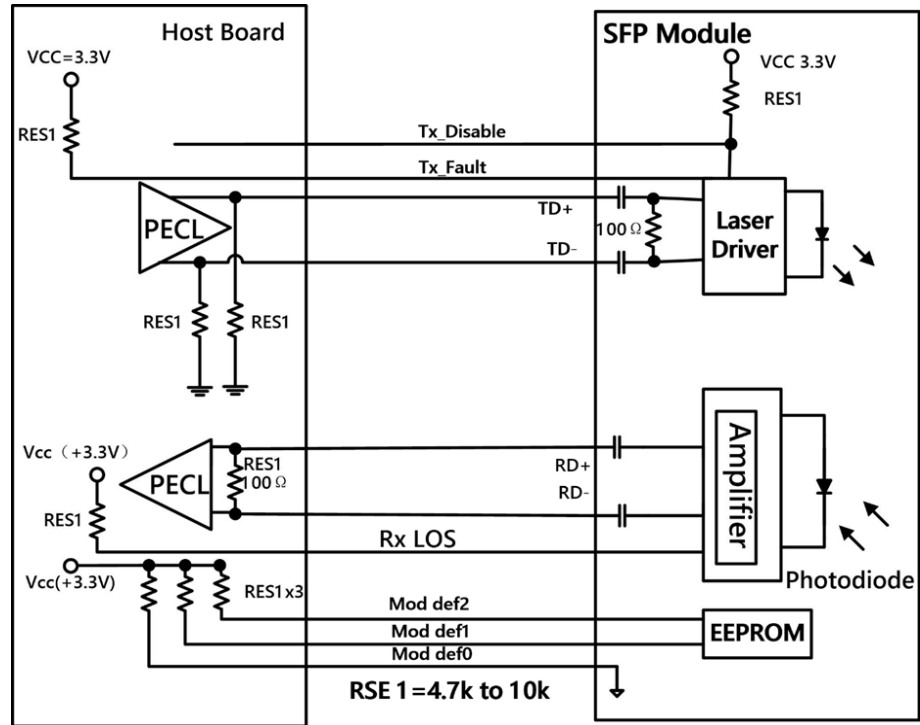 Host Board
SFP Module
VCC=3.3V
VCC 3.3V
RES1
RES1
Tx_Disable
Tx_Fault
PECL
TD+
100Ω
TD-
Laser
Driver
RES1
RES1
Vcc（+3.3V）
PECL
RES1
100Ω
RD+
RD-
Amplifier
RES1
Rx LOS
Vcc(+3.3V)
RES1x3
Photodiode
Mod def2
Mod def1
Mod def0
EEPROM
RSE 1=4.7k to 10k